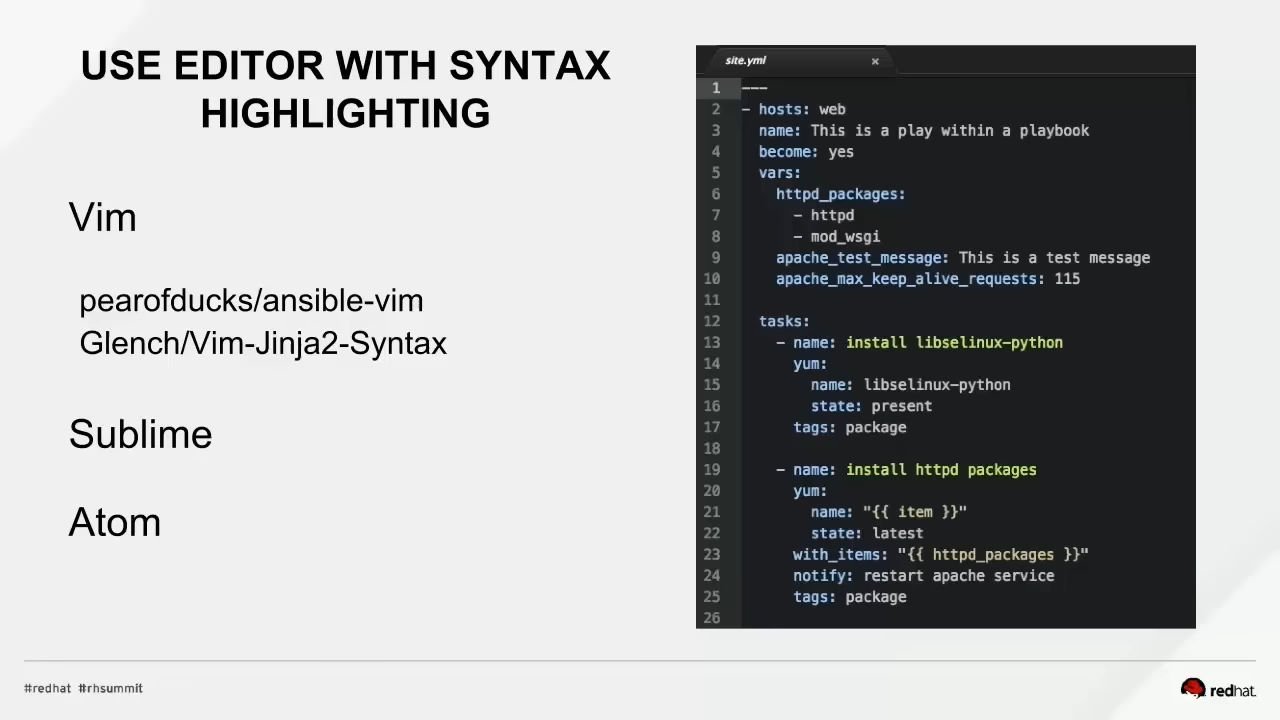 USE EDITOR WITH SYNTAX
HIGHLIGHTING
Vim
pearofducks/ansible-vim
Glench/Vim-Jinja2-Syntax
Sublime
Atom
site.yml ×
1 ---
2 - hosts: web
3   name: This is a play within a playbook
4   become: yes
5   vars:
6     httpd_packages:
7       - httpd
8       - mod_wsgi
9     apache_test_message: This is a test message
10     apache_max_keep_alive_requests: 115
11
12   tasks:
13     - name: install libselinux-python
14       yum:
15         name: libselinux-python
16         state: present
17       tags: package
18
19     - name: install httpd packages
20       yum:
21         name: "{{ item }}"
22         state: latest
23       with_items: "{{ httpd_packages }}"
24       notify: restart apache service
25       tags: package
26
#redhat #rhsummit
redhat.